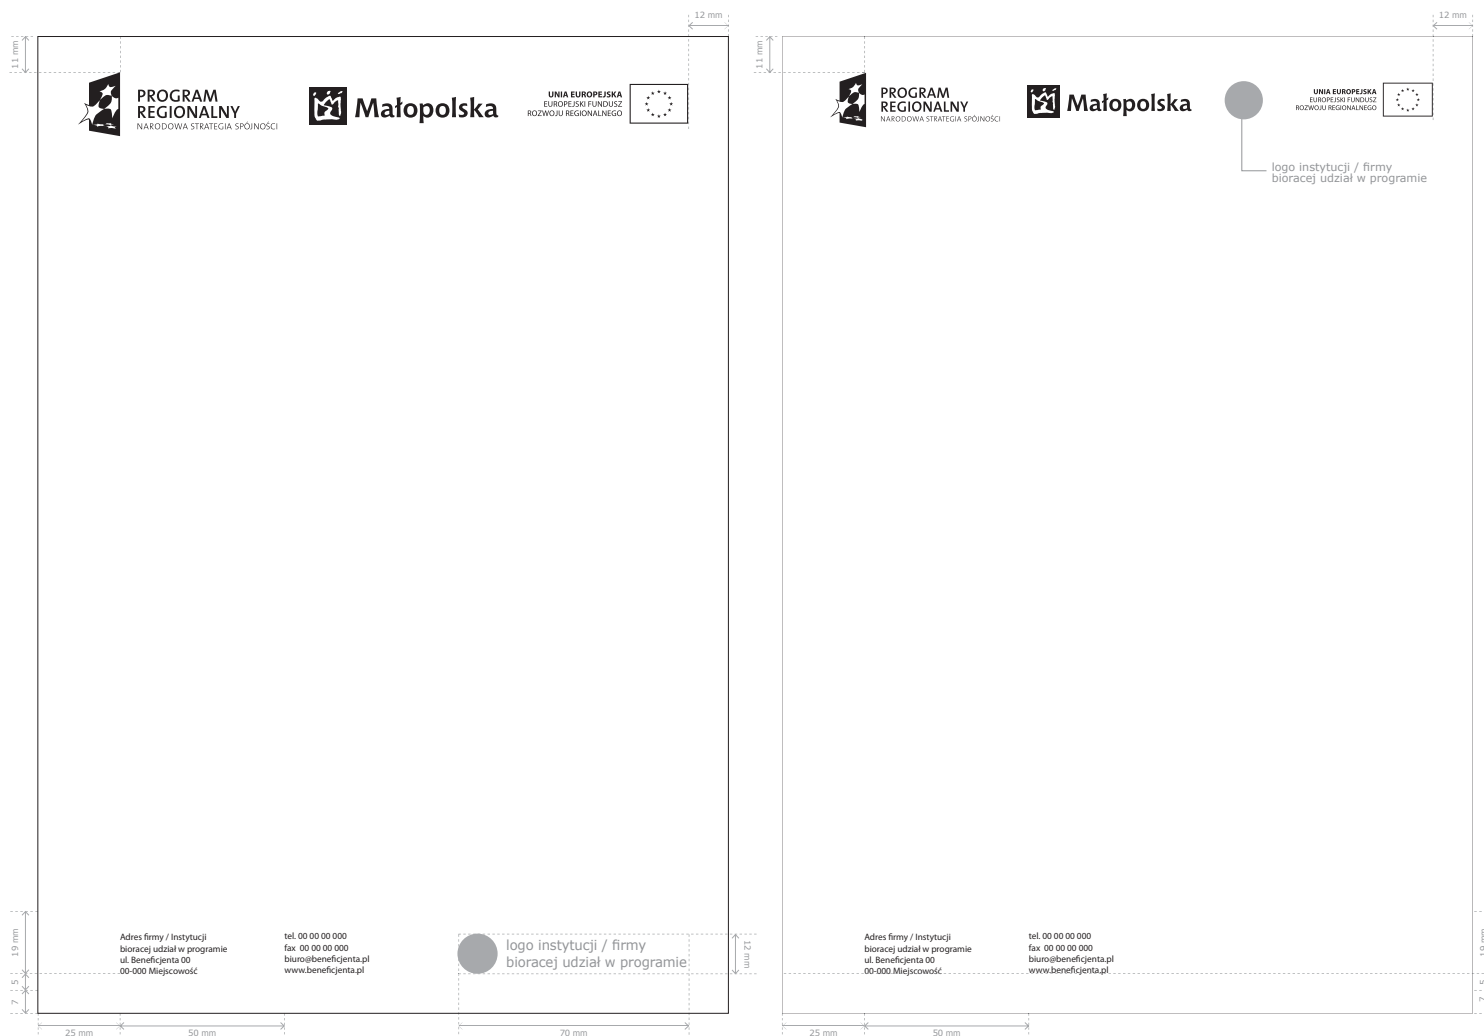 12 mm
11 mm
PROGRAM
REGIONALNY
NARODOWA STRATEGIA SPÓJNOŚCI
Małopolska
UNIA EUROPEJSKA
EUROPEJSKI FUNDUSZ
ROZWOJU REGIONALNEGO
19 mm
5
7
Adres firmy / Instytucji
bioracej udział w programie
ul. Beneficjenta 00
00-000 Miejscowość
tel. 00 00 00 000
fax 00 00 00 000
biuro@beneficjenta.pl
www.beneficjenta.pl
logo instytucji / firmy
bioracej udział w programie
12 mm
25 mm
50 mm
70 mm
12 mm
11 mm
PROGRAM
REGIONALNY
NARODOWA STRATEGIA SPÓJNOŚCI
Małopolska
UNIA EUROPEJSKA
EUROPEJSKI FUNDUSZ
ROZWOJU REGIONALNEGO
logo instytucji / firmy
bioracej udział w programie
Adres firmy / Instytucji
bioracej udział w programie
ul. Beneficjenta 00
00-000 Miejscowość
tel. 00 00 00 000
fax 00 00 00 000
biuro@beneficjenta.pl
www.beneficjenta.pl
19 mm
5
7
25 mm
50 mm